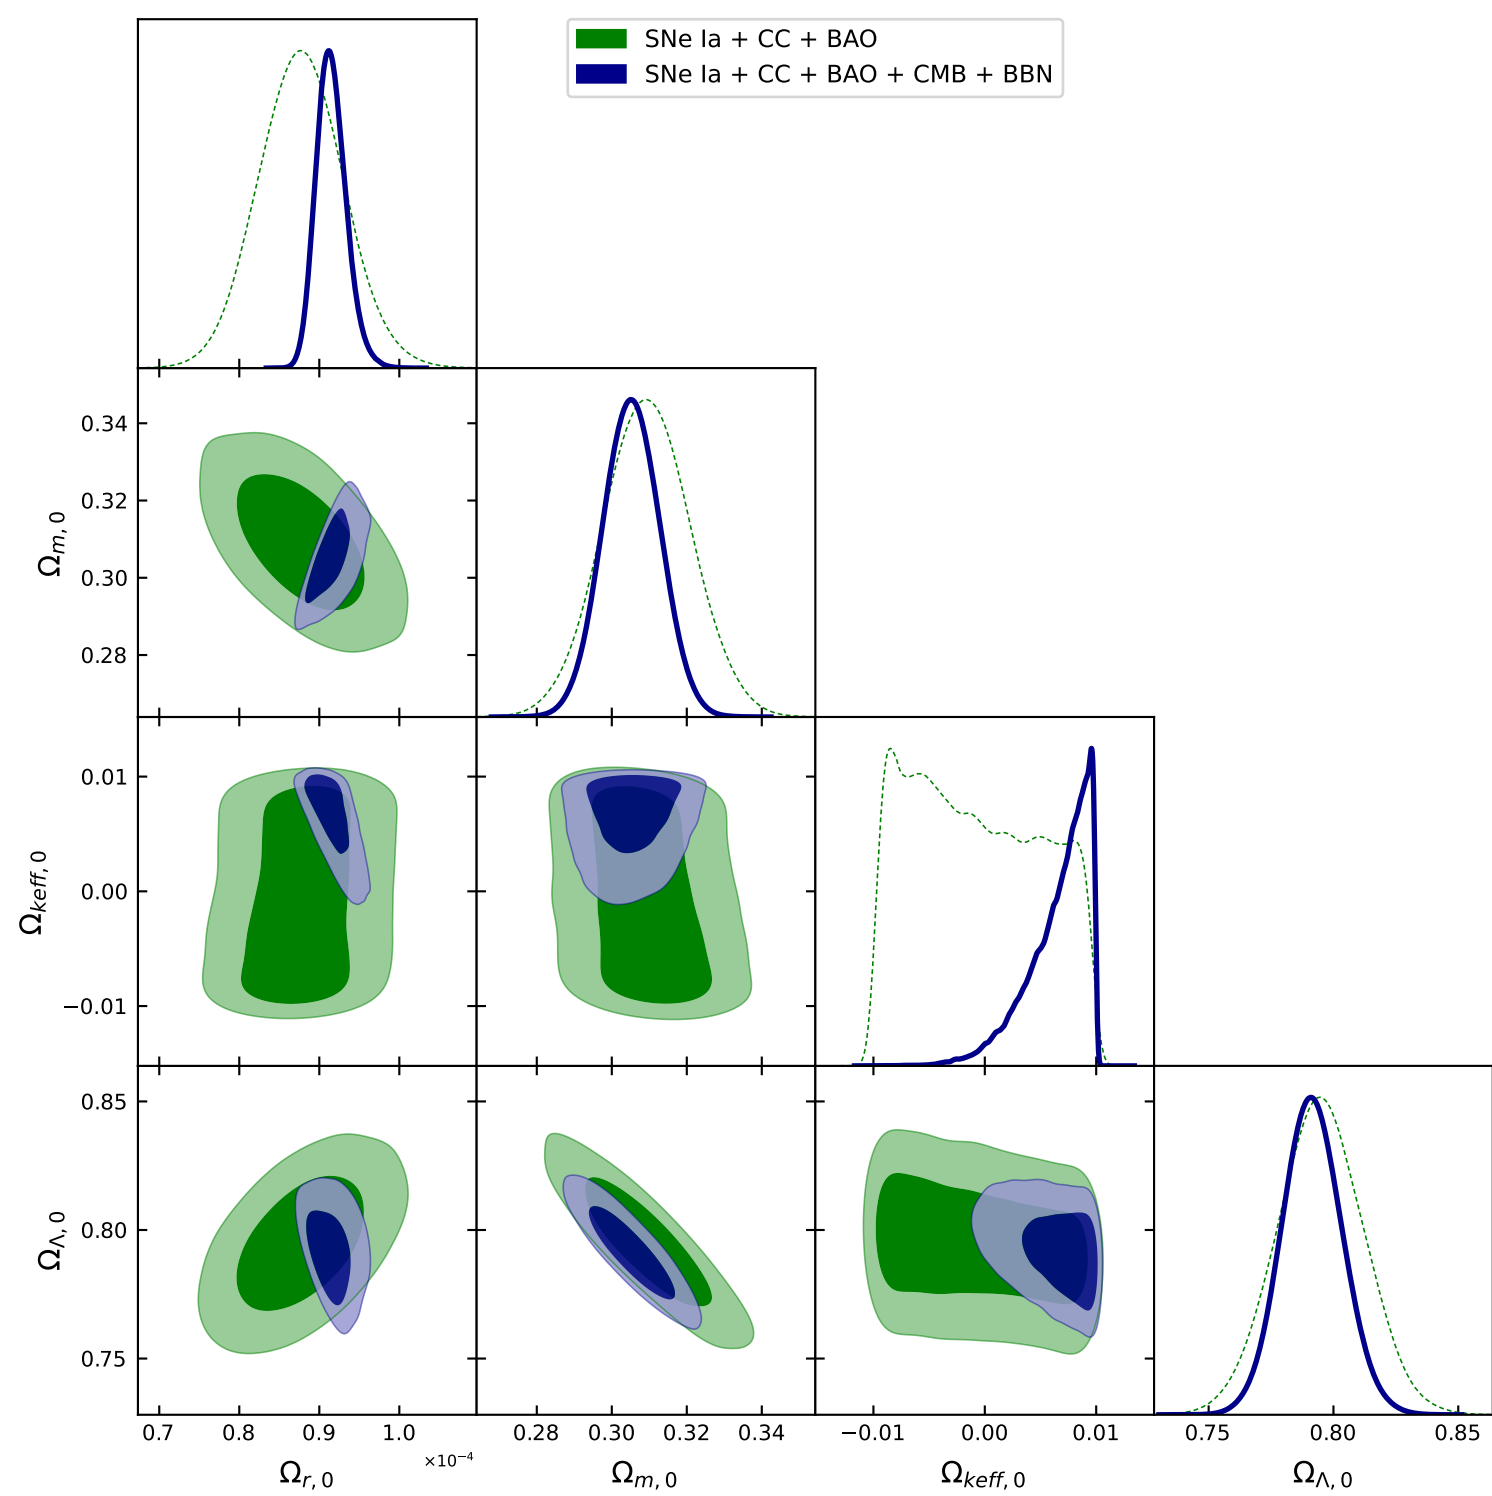 SNe Ia + CC + BAO
SNe Ia + CC + BAO + CMB + BBN
0.34
0.32
0.30
0.28
Ωm, 0
0.01
0.00
−0.01
Ωkeff, 0
0.85
0.80
0.75
ΩΛ, 0
0.7 0.8 0.9 1.0
×10−4
Ωr, 0
0.28 0.30 0.32 0.34
Ωm, 0
−0.01 0.00 0.01
Ωkeff, 0
0.75 0.80 0.85
ΩΛ, 0